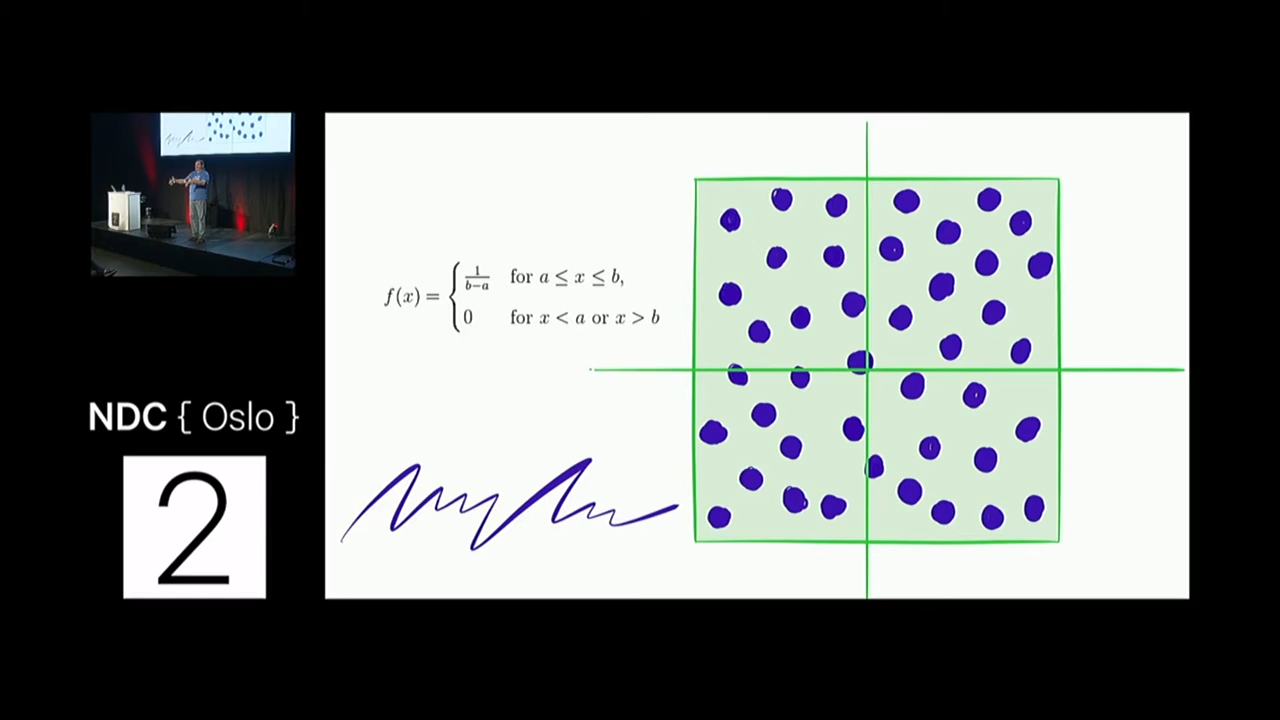 NDC { Oslo }
2
f(x) = { 1/(b−a) for a ≤ x ≤ b,
0 for x < a or x > b